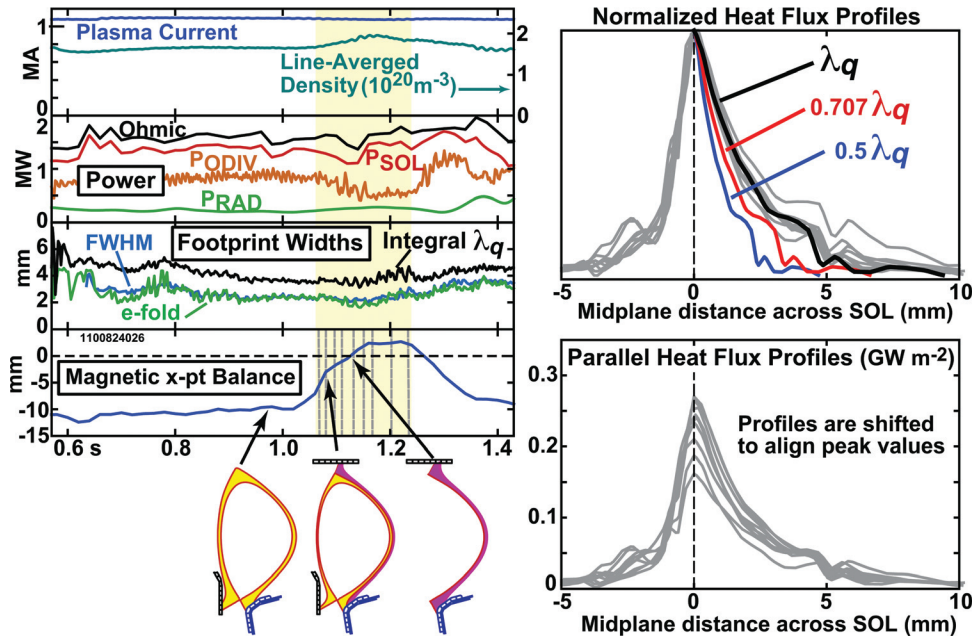 Plasma Current
Line-Averaged
Density (10²⁰m⁻³)
1
0
MA
2
1
0
Ohmic
PSOL
PODIV
Power
PRAD
2
1
0
MW
FWHM
Footprint Widths
Integral λq
e-fold
6
4
2
0
mm
1100824026
Magnetic x-pt Balance
0
-5
-10
-15
mm
0.6 s
0.8
1.0
1.2
1.4
Normalized Heat Flux Profiles
λq
0.707 λq
0.5 λq
-5
0
5
10
Midplane distance across SOL (mm)
Parallel Heat Flux Profiles (GW m⁻²)
0.3
0.2
0.1
0
Profiles are shifted
to align peak values
-5
0
5
10
Midplane distance across SOL (mm)